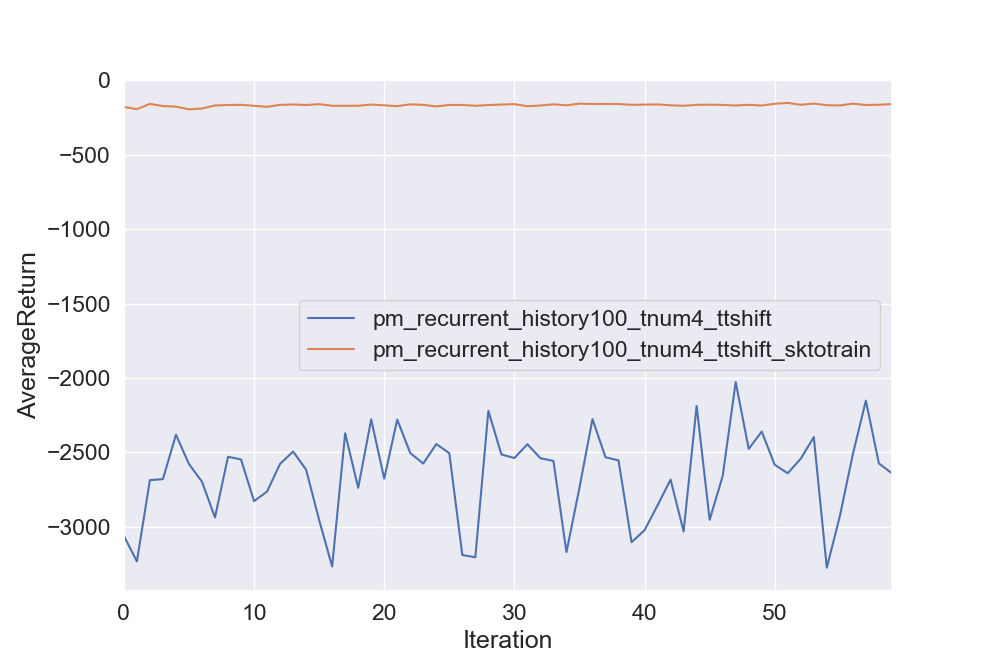 0
−500
−1000
−1500
−2000
−2500
−3000
AverageReturn
pm_recurrent_history100_tnum4_ttshift
pm_recurrent_history100_tnum4_ttshift_sktotrain
0 10 20 30 40 50
Iteration